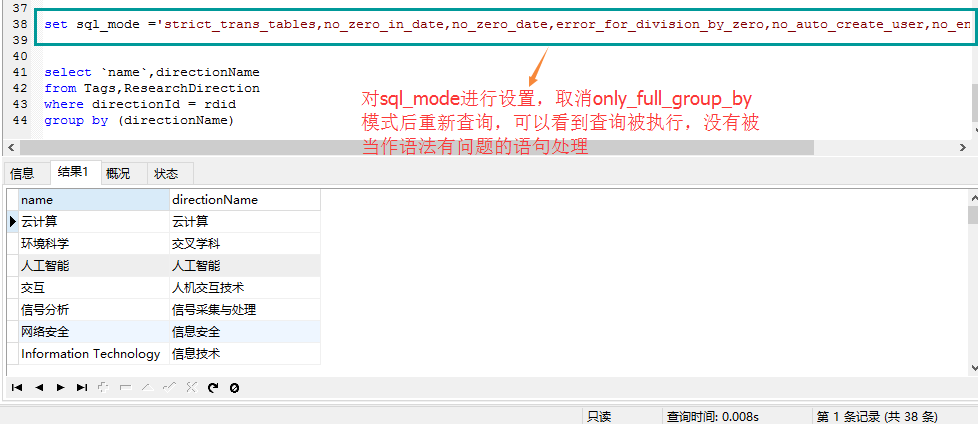 37
38 set sql_mode ='strict_trans_tables,no_zero_in_date,no_zero_date,error_for_division_by_zero,no_auto_create_user,no_en
39
40
41 select `name`,directionName
42 from Tags,ResearchDirection
43 where directionId = rdid
44 group by (directionName)
对sql_mode进行设置，取消only_full_group_by
模式后重新查询，可以看到查询被执行，没有被
当作语法有问题的语句处理
信息 结果1 概况 状态
name directionName
云计算 云计算
环境科学 交叉学科
人工智能 人工智能
交互 人机交互技术
信号分析 信号采集与处理
网络安全 信息安全
Information Technology 信息技术
只读 查询时间: 0.008s 第 1 条记录 (共 38 条)